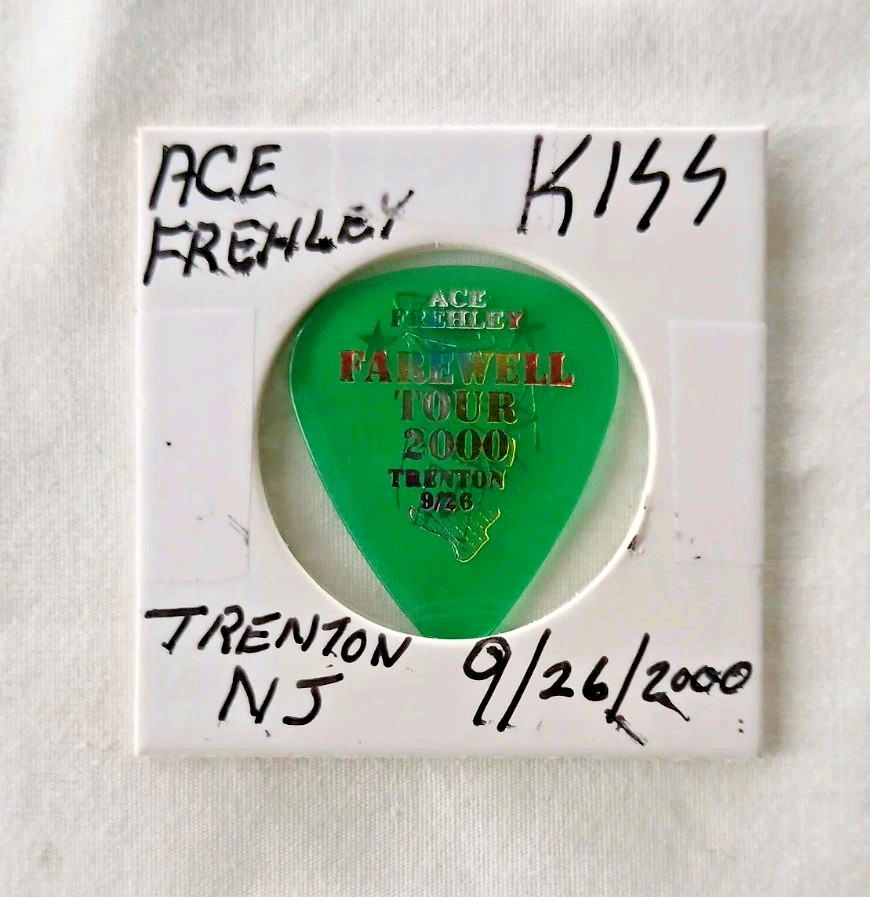 ACE
FREHLEY
KISS
ACE
FREHLEY
FAREWELL
TOUR
2000
TRENTON
9/26
TRENTON
NJ
9/26/2000